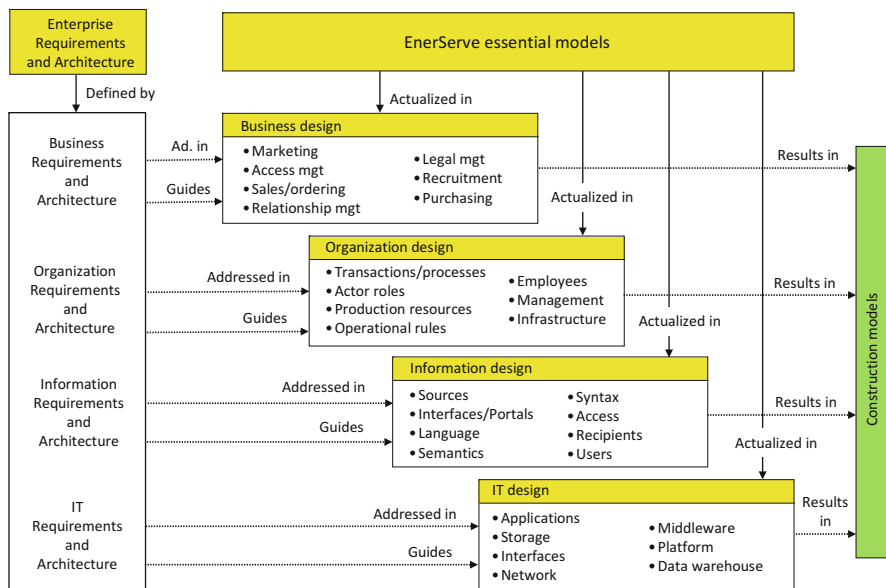 Enterprise
Requirements
and Architecture
EnerServe essential models
Defined by
Actualized in
Business
Requirements
and
Architecture
Ad. in
Guides
Business design
• Marketing
• Access mgt
• Sales/ordering
• Relationship mgt
• Legal mgt
• Recruitment
• Purchasing
Results in
Actualized in
Organization
Requirements
and
Architecture
Addressed in
Guides
Organization design
• Transactions/processes
• Actor roles
• Production resources
• Operational rules
• Employees
• Management
• Infrastructure
Results in
Actualized in
Information
Requirements
and
Architecture
Addressed in
Guides
Information design
• Sources
• Interfaces/Portals
• Language
• Semantics
• Syntax
• Access
• Recipients
• Users
Results in
Actualized in
IT
Requirements
and
Architecture
Addressed in
Guides
IT design
• Applications
• Storage
• Interfaces
• Network
• Middleware
• Platform
• Data warehouse
Results
in
Construction models